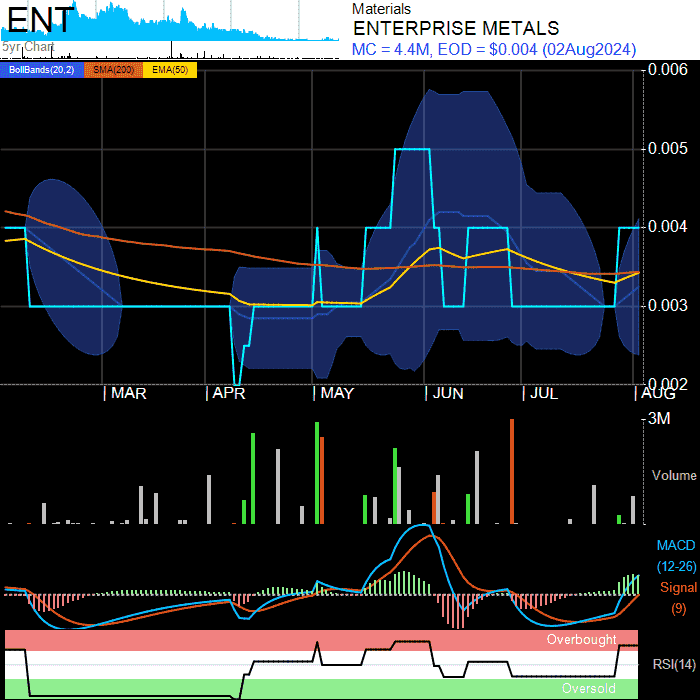 ENT
5yr Chart
Materials
ENTERPRISE METALS
MC = 4.4M, EOD = $0.004 (02Aug2024)
BollBands(20,2) SMA(200) EMA(50)
0.006
0.005
0.004
0.003
0.002
MAR APR MAY JUN JUL AUG
3M
Volume
MACD
(12-26)
Signal
(9)
Overbought
RSI(14)
Oversold